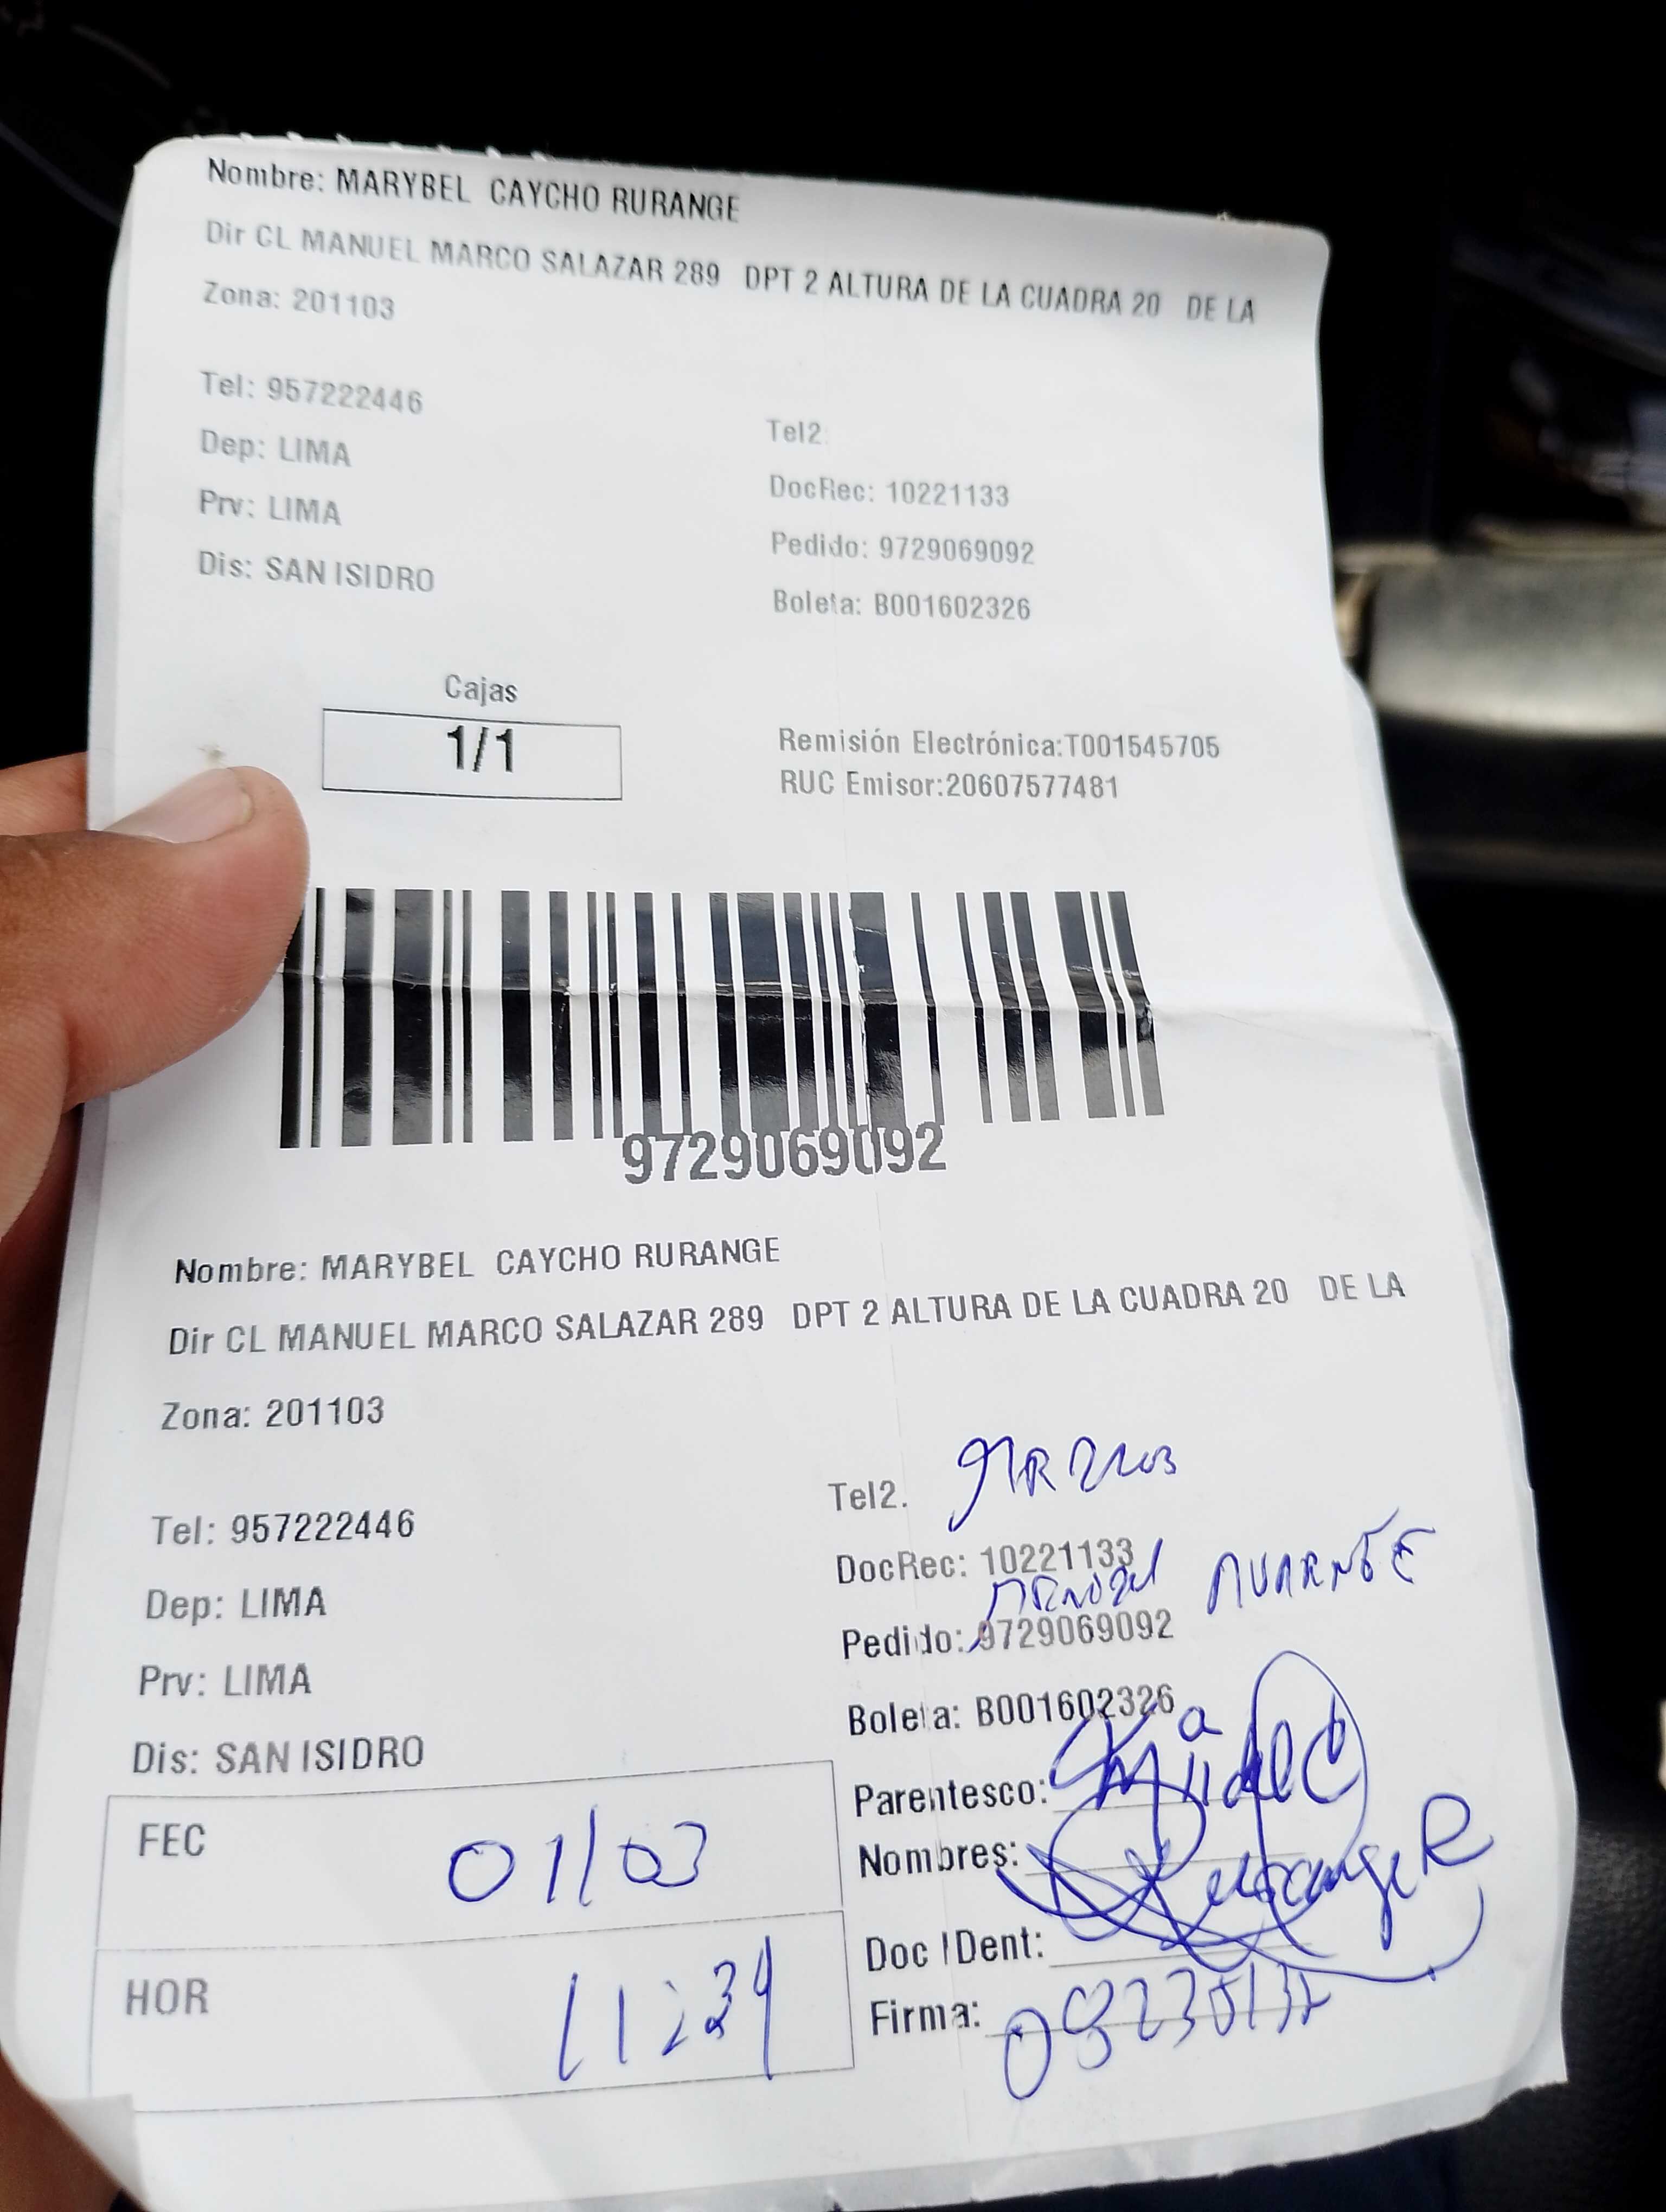 Nombre: MARYBEL CAYCHO RURANGE
Dir CL MANUEL MARCO SALAZAR 289 DPT 2 ALTURA DE LA CUADRA 20 DE LA
Zona: 201103
Tel: 957222446
Tel2:
Dep: LIMA
DocRec: 10221133
Prv: LIMA
Pedido: 9729069092
Dis: SAN ISIDRO
Boleta: B001602326
Cajas
1/1
Remisión Electrónica:T001545705
RUC Emisor:20607577481
9729069092
Nombre: MARYBEL CAYCHO RURANGE
Dir CL MANUEL MARCO SALAZAR 289 DPT 2 ALTURA DE LA CUADRA 20 DE LA
Zona: 201103
Tel: 957222446
Tel2.
DocRec: 10221133
Dep: LIMA
Pedido: 9729069092
Prv: LIMA
Boleta: B001602326
Dis: SAN ISIDRO
Parentesco:
FEC 01/03
Nombres:
Doc IDent:
HOR 11:34
Firma: